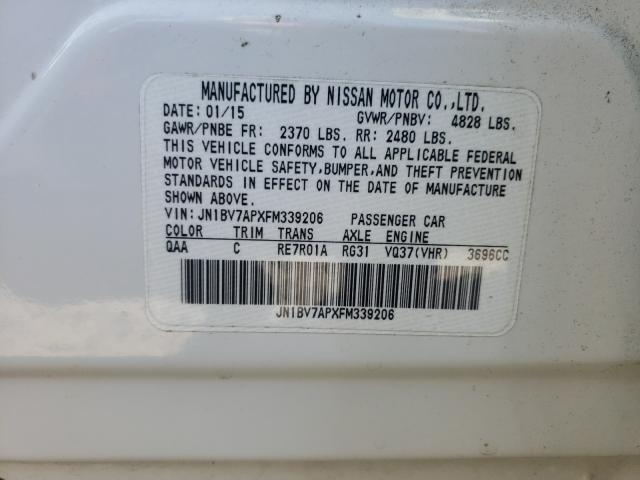 MANUFACTURED BY NISSAN MOTOR CO.,LTD.
DATE: 01/15 GVWR/PNBV: 4828 LBS.
GAWR/PNBE FR: 2370 LBS. RR: 2480 LBS.
THIS VEHICLE CONFORMS TO ALL APPLICABLE FEDERAL
MOTOR VEHICLE SAFETY,BUMPER,AND THEFT PREVENTION
STANDARDS IN EFFECT ON THE DATE OF MANUFACTURE
SHOWN ABOVE.
VIN: JN1BV7APXFM339206 PASSENGER CAR
COLOR TRIM TRANS AXLE ENGINE
QAA C RE7R01A RG31 VQ37(VHR) 3696CC
JN1BV7APXFM339206